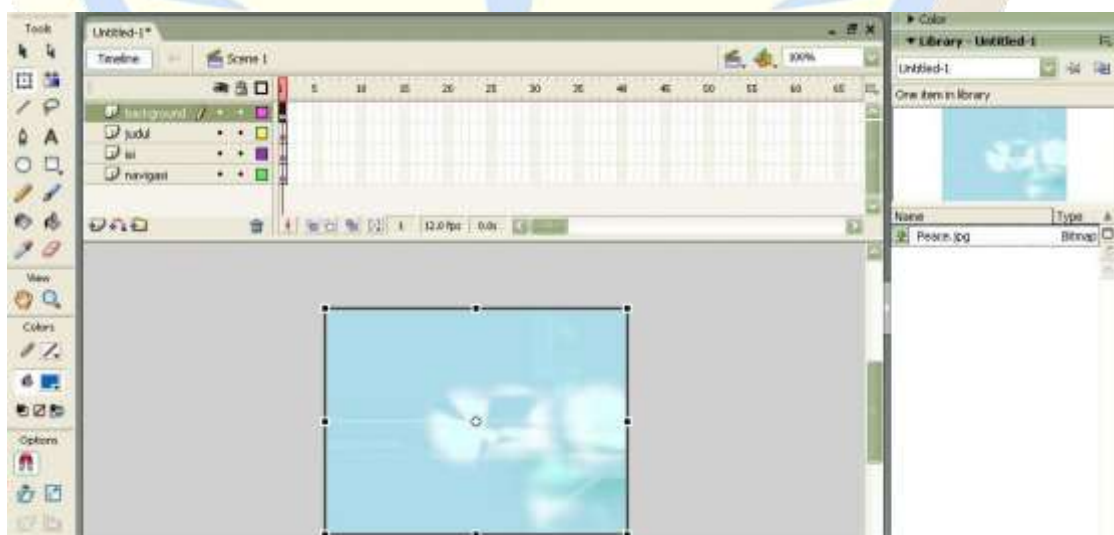 Tools
View
Colors
Options
Untitled-1*
Timeline
Scene 1
100%
5 10 15 20 25 30 35 40 45 50 55 60 65
background
judul
isi
navigasi
1 12.0 fps 0.0s
Color
Library - Untitled-1
Untitled-1
One item in library
Name Type
Peace.jpg Bitmap